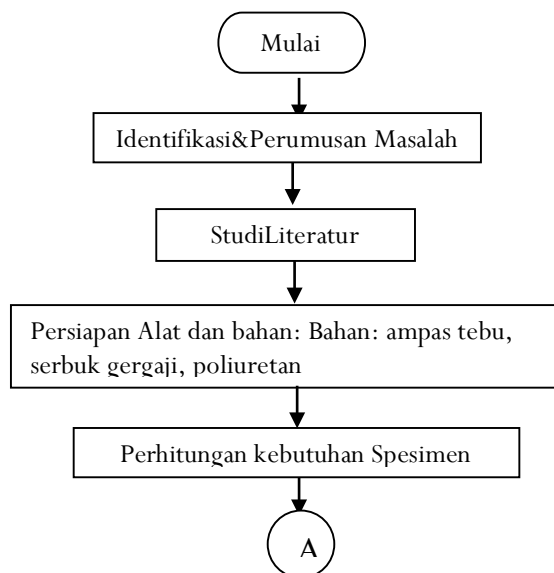 Mulai
Identifikasi&Perumusan Masalah
StudiLiteratur
Persiapan Alat dan bahan: Bahan: ampas tebu,
serbuk gergaji, poliuretan
Perhitungan kebutuhan Spesimen
A